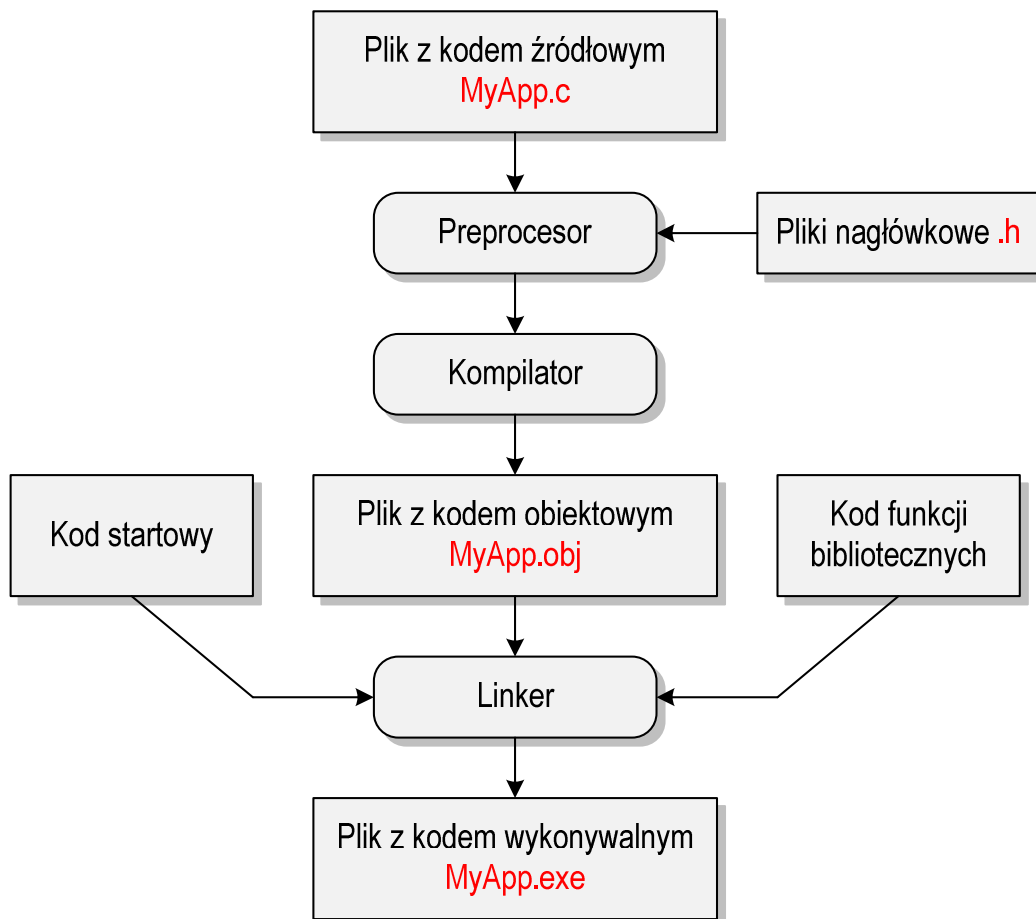 Plik z kodem źródłowym
MyApp.c
Preprocesor
Pliki nagłówkowe .h
Kompilator
Kod startowy
Plik z kodem obiektowym
MyApp.obj
Kod funkcji
bibliotecznych
Linker
Plik z kodem wykonywalnym
MyApp.exe